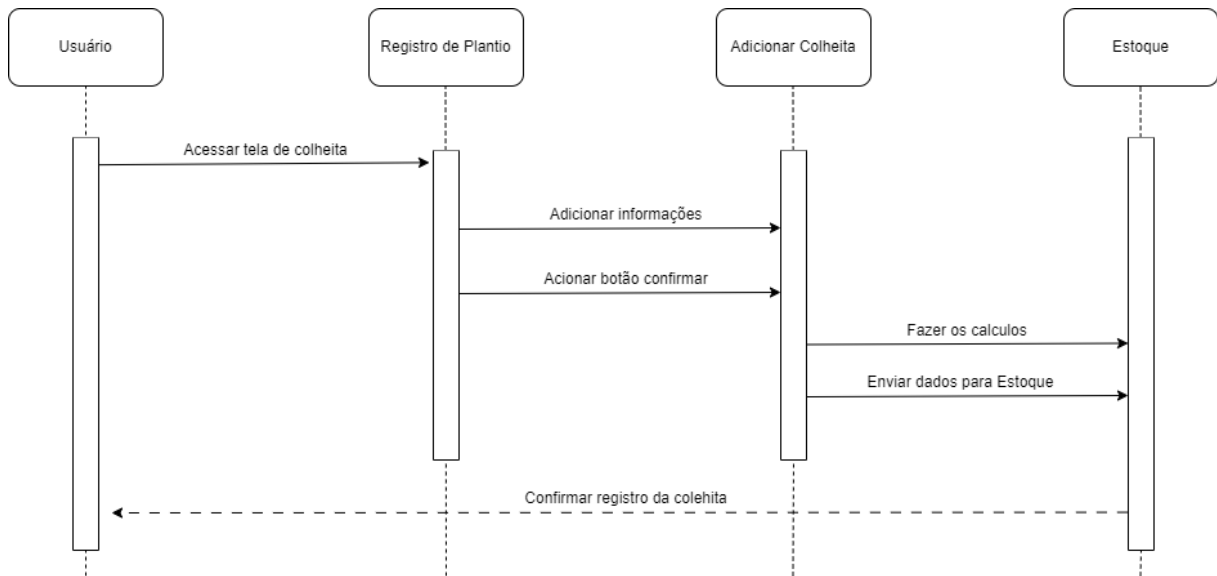 Usuário
Registro de Plantio
Adicionar Colheita
Estoque
Acessar tela de colheita
Adicionar informações
Acionar botão confirmar
Fazer os calculos
Enviar dados para Estoque
Confirmar registro da colehita